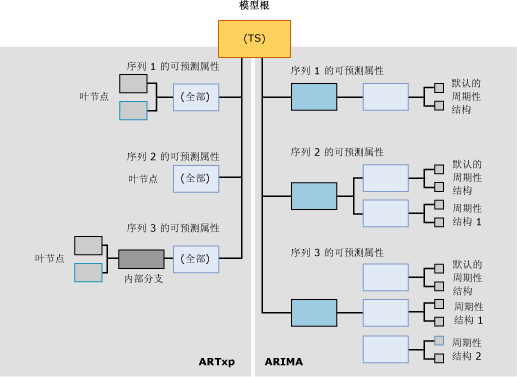 模型根
(TS)
序列 1 的可预测属性
叶节点
(全部)
序列 2 的可预测属性
叶节点
(全部)
序列 3 的可预测属性
叶节点
(全部)
内部分支
ARTxp
序列 1 的可预测属性
默认的
周期性
结构
序列 2 的可预测属性
默认的
周期性
结构
周期性
结构 1
序列 3 的可预测属性
默认的
周期性
结构
周期性
结构 1
周期性
结构 2
ARIMA